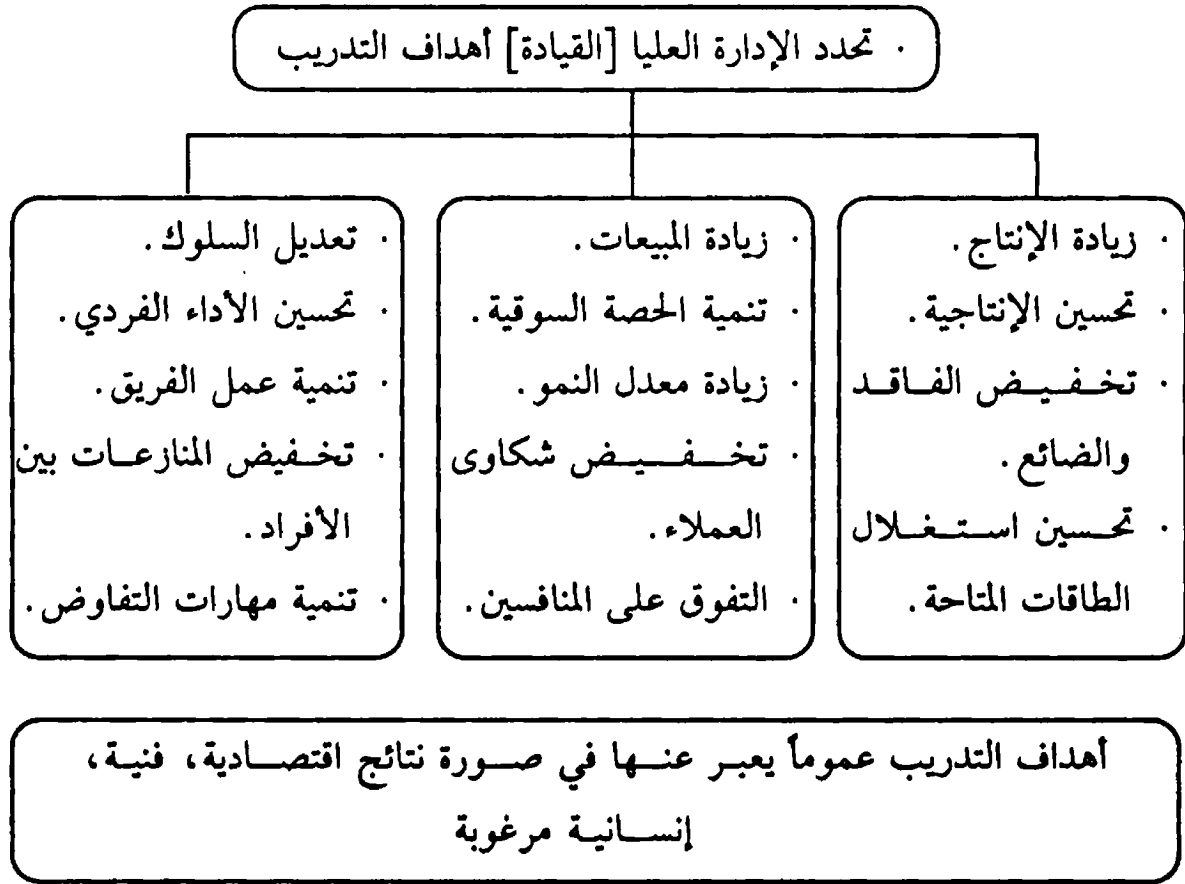 · تحدد الإدارة العليا [القيادة] أهداف التدريب
· زيادة الإنتاج.
· تحسين الإنتاجية.
· تخفيض الفاقد
والضائع.
· تحسين استغلال
الطاقات المتاحة.
· زيادة المبيعات.
· تنمية الحصة السوقية.
· زيادة معدل النمو.
· تخفيض شكاوى
العملاء.
· التفوق على المنافسين.
· تعديل السلوك.
· تحسين الأداء الفردي.
· تنمية عمل الفريق.
· تخفيض المنازعات بين
الأفراد.
· تنمية مهارات التفاوض.
أهداف التدريب عموماً يعبر عنها في صورة نتائج اقتصادية، فنية،
إنسانية مرغوبة